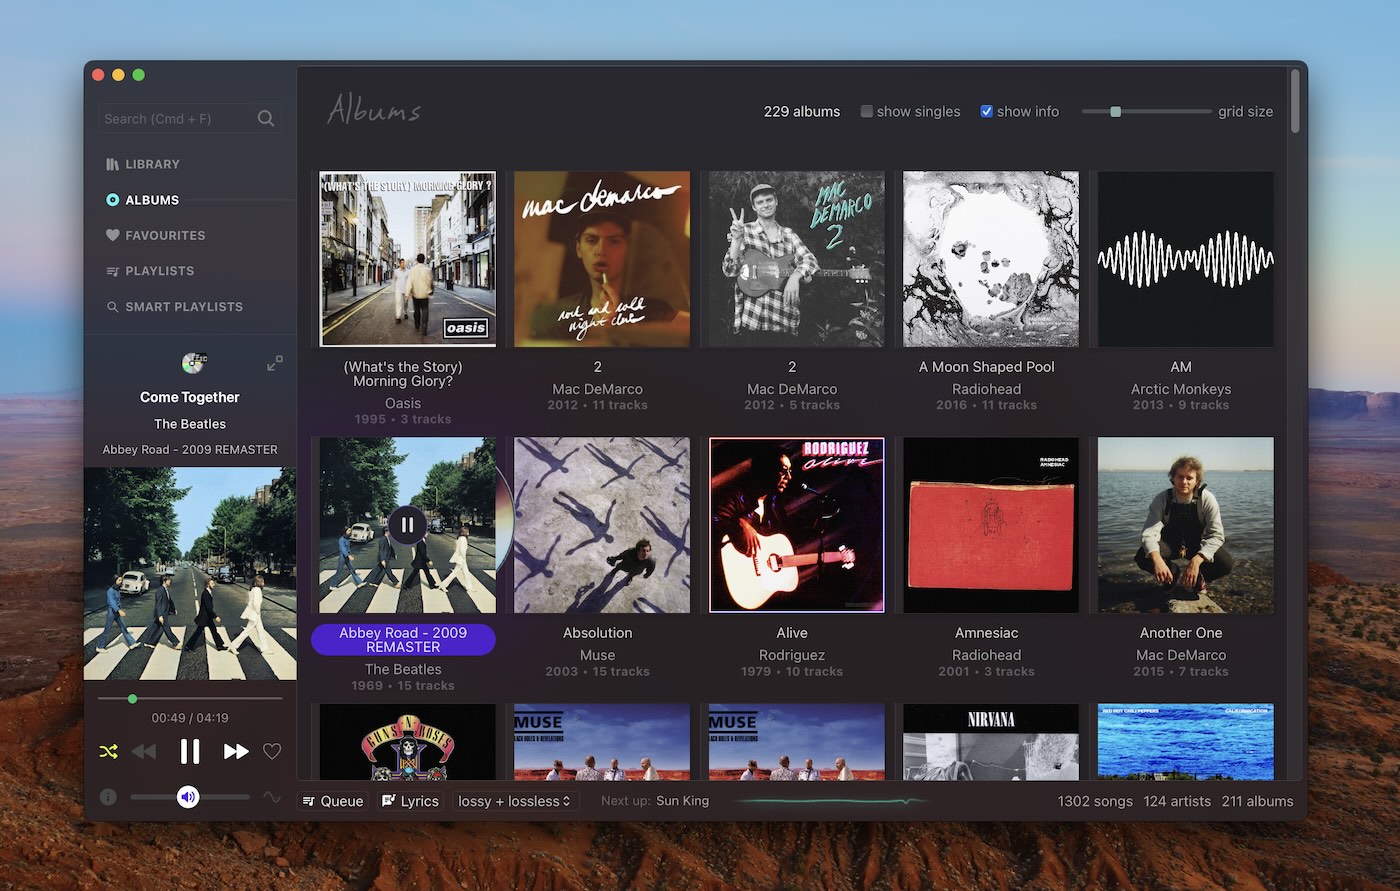 Search (Cmd + F)
LIBRARY
ALBUMS
FAVOURITES
PLAYLISTS
SMART PLAYLISTS
Come Together
The Beatles
Abbey Road - 2009 REMASTER
00:49 / 04:19
Albums
229 albums
show singles
show info
grid size
(WHAT'S THE STORY) MORNING GLORY ?
oasis
(What's the Story)
Morning Glory?
Oasis
1995 • 3 tracks
mac demarco
rock and roll
night club
2
Mac DeMarco
2012 • 11 tracks
MAC
DEMARCO
2
2
Mac DeMarco
2012 • 5 tracks
A Moon Shaped Pool
Radiohead
2016 • 11 tracks
AM
Arctic Monkeys
2013 • 9 tracks
Abbey Road - 2009
REMASTER
The Beatles
1969 • 15 tracks
Absolution
Muse
2003 • 15 tracks
RODRIGUEZ
alive
Alive
Rodriguez
1979 • 10 tracks
RADIOHEAD
AMNESIAC
Amnesiac
Radiohead
2001 • 3 tracks
Another One
Mac DeMarco
2015 • 7 tracks
GUNS N ROSES
MUSE
BLACK HOLES & REVELATIONS
MUSE
BLACK HOLES & REVELATIONS
NIRVANA
RED HOT CHILI PEPPERS
CALIFORNICATION
Queue
Lyrics
lossy + lossless
Next up: Sun King
1302 songs
124 artists
211 albums